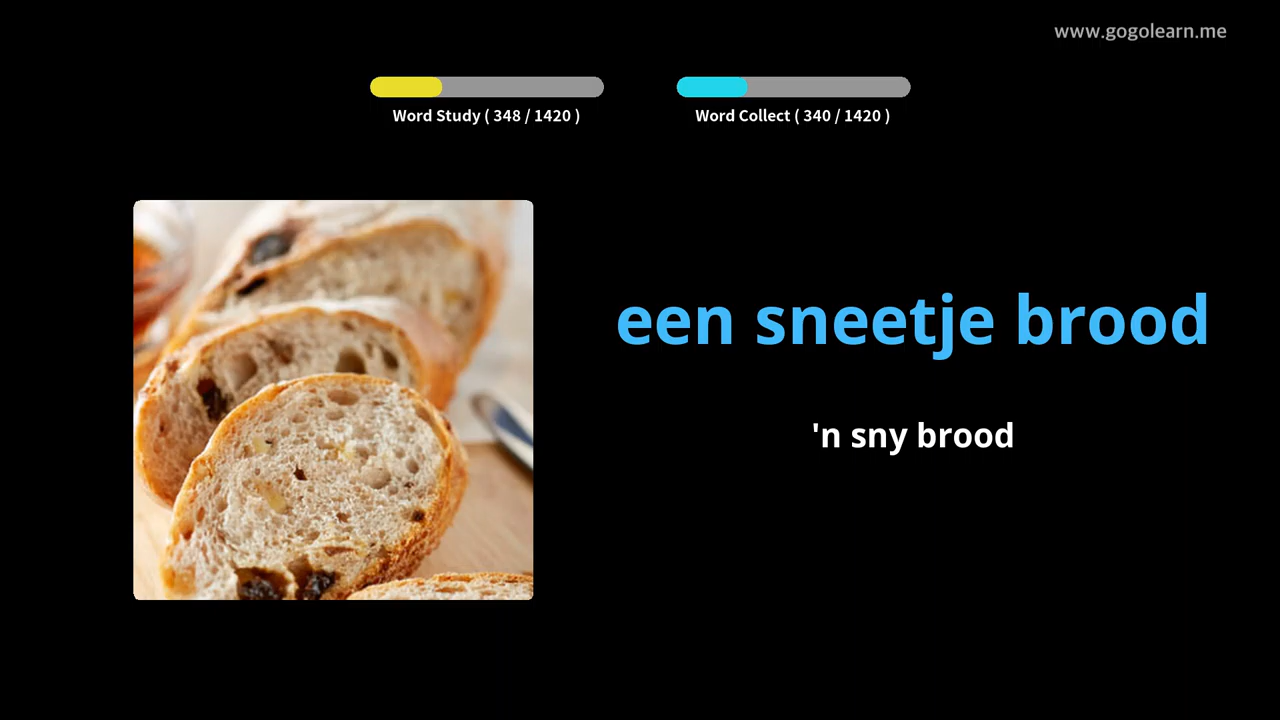 www.gogolearn.me
Word Study ( 348 / 1420 )
Word Collect ( 340 / 1420 )
een sneetje brood
'n sny brood